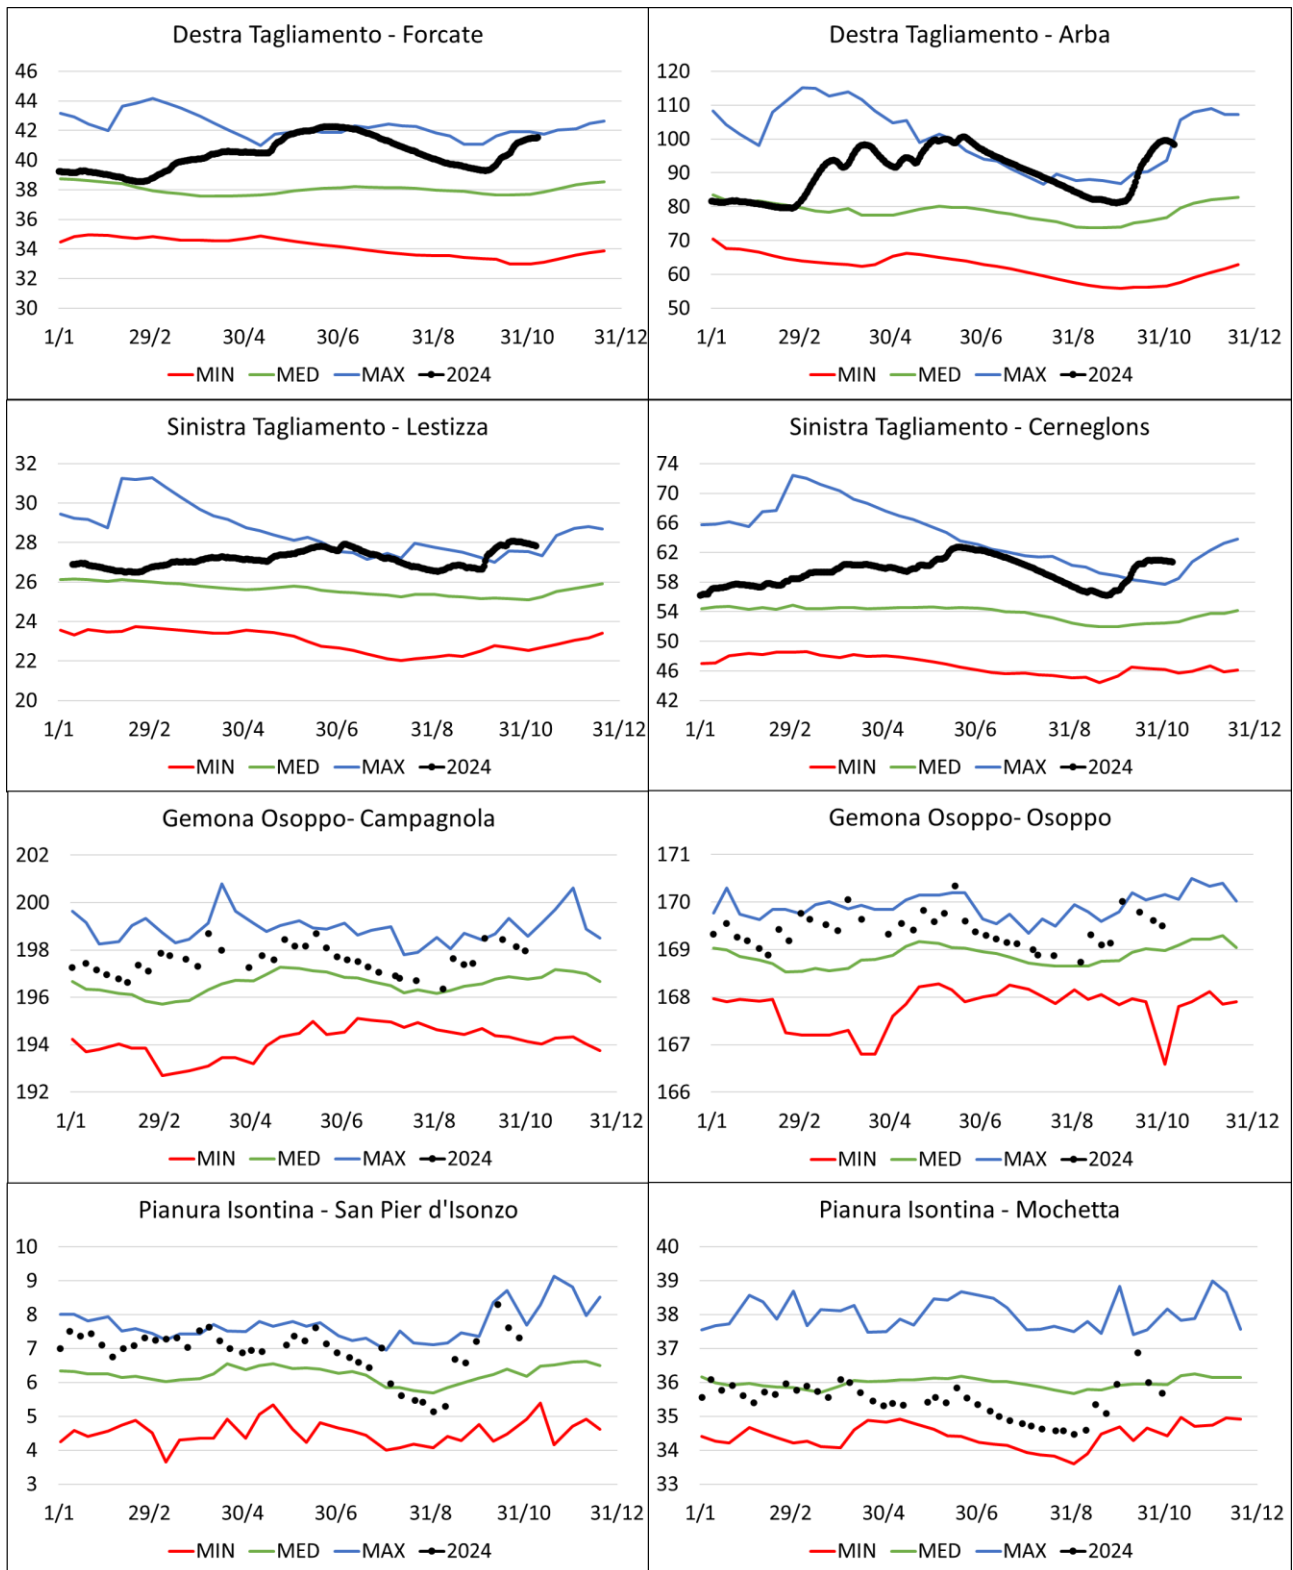 Destra Tagliamento - Forcate
46
44
42
40
38
36
34
32
30
1/1 29/2 30/4 30/6 31/8 31/10 31/12
MIN MED MAX 2024
Destra Tagliamento - Arba
120
110
100
90
80
70
60
50
1/1 29/2 30/4 30/6 31/8 31/10 31/12
MIN MED MAX 2024
Sinistra Tagliamento - Lestizza
32
30
28
26
24
22
20
1/1 29/2 30/4 30/6 31/8 31/10 31/12
MIN MED MAX 2024
Sinistra Tagliamento - Cerneglons
74
70
66
62
58
54
50
46
42
1/1 29/2 30/4 30/6 31/8 31/10 31/12
MIN MED MAX 2024
Gemona Osoppo- Campagnola
202
200
198
196
194
192
1/1 29/2 30/4 30/6 31/8 31/10 31/12
MIN MED MAX 2024
Gemona Osoppo- Osoppo
171
170
169
168
167
166
1/1 29/2 30/4 30/6 31/8 31/10 31/12
MIN MED MAX 2024
Pianura Isontina - San Pier d'Isonzo
10
9
8
7
6
5
4
3
1/1 29/2 30/4 30/6 31/8 31/10 31/12
MIN MED MAX 2024
Pianura Isontina - Mochetta
40
39
38
37
36
35
34
33
1/1 29/2 30/4 30/6 31/8 31/10 31/12
MIN MED MAX 2024